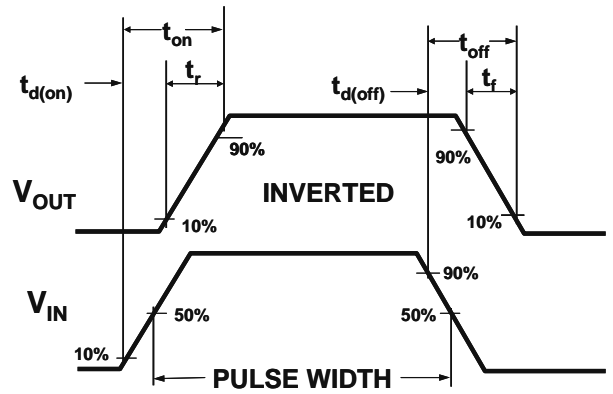 t_on
t_off
t_d(on)
t_r
t_d(off)
t_f
90%
90%
V_OUT
INVERTED
10%
10%
90%
V_IN
50%
50%
10%
PULSE WIDTH